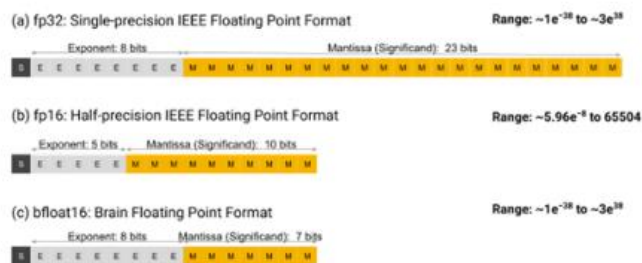 (a) fp32: Single-precision IEEE Floating Point Format Range: ~1e⁻³⁸ to ~3e³⁸
Exponent: 8 bits Mantissa (Significand): 23 bits
S E E E E E E E E M M M M M M M M M M M M M M M M M M M M M M M
(b) fp16: Half-precision IEEE Floating Point Format Range: ~5.96e⁻⁸ to 65504
Exponent: 5 bits Mantissa (Significand): 10 bits
S E E E E E M M M M M M M M M M
(c) bfloat16: Brain Floating Point Format Range: ~1e⁻³⁸ to ~3e³⁸
Exponent: 8 bits Mantissa (Significand): 7 bits
S E E E E E E E E M M M M M M M